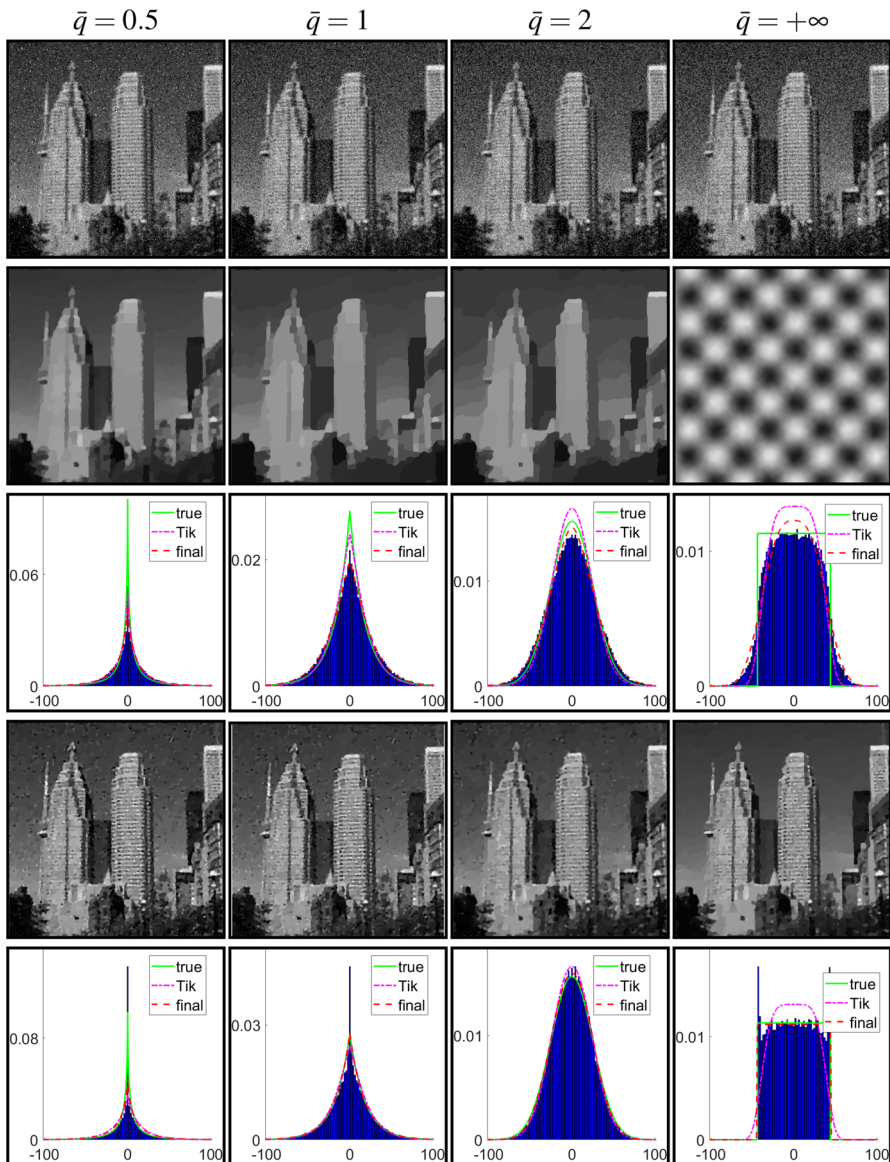 q̄ = 0.5 q̄ = 1 q̄ = 2 q̄ = +∞
true
Tik
final
0.06
0
-100 0 100
true
Tik
final
0.02
0
-100 0 100
true
Tik
final
0.01
0
-100 0 100
true
Tik
final
0.01
0
-100 0 100
true
Tik
final
0.08
0
-100 0 100
true
Tik
final
0.03
0
-100 0 100
true
Tik
final
0.01
0
-100 0 100
true
Tik
final
0.01
0
-100 0 100